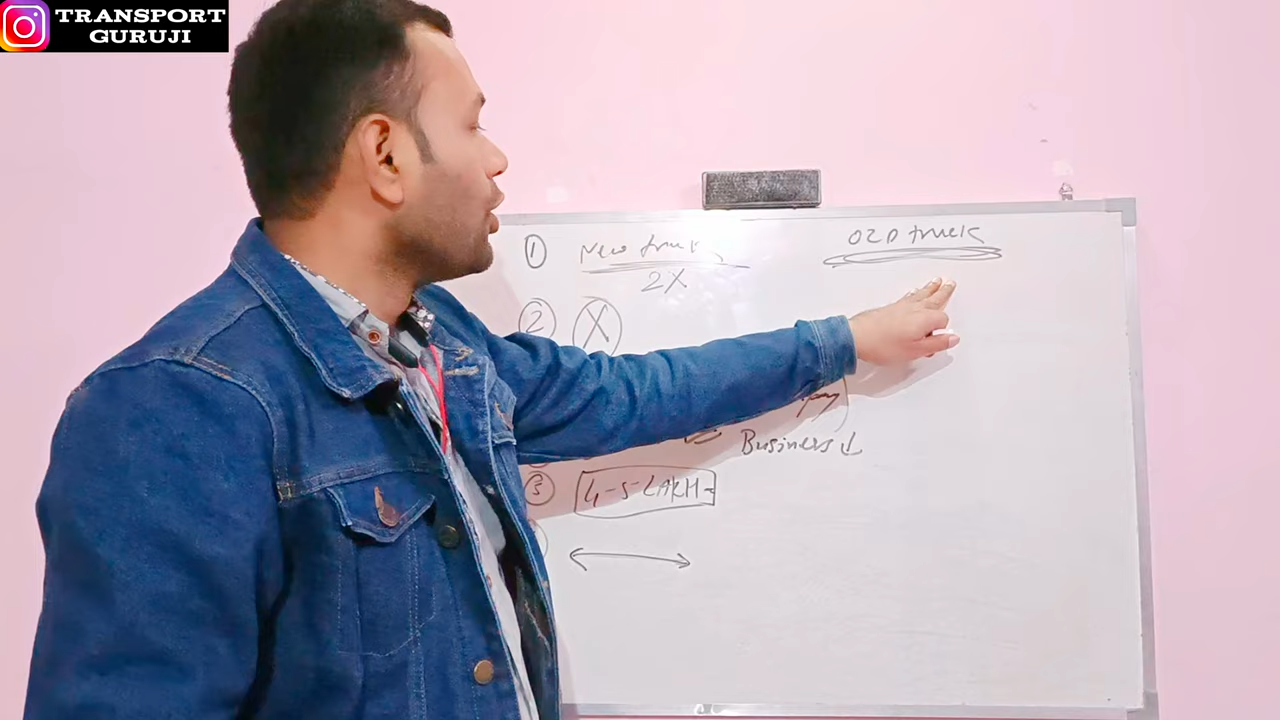 TRANSPORT
GURUJI
① New truck OLD truck
2X
② X
Business ↓
③ 4-5 LAKH